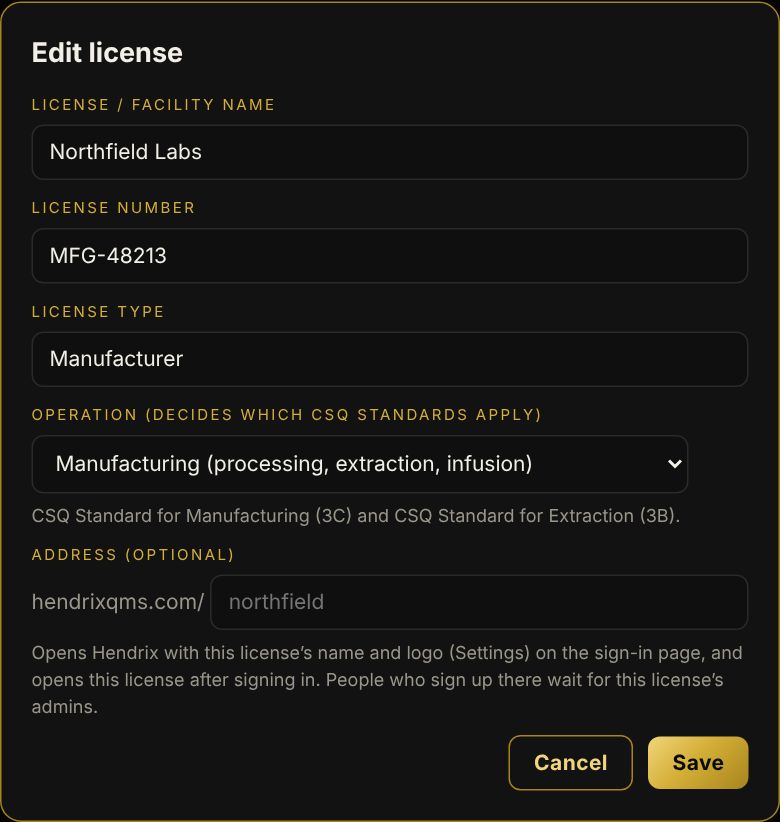 Edit license
LICENSE / FACILITY NAME
Northfield Labs
LICENSE NUMBER
MFG-48213
LICENSE TYPE
Manufacturer
OPERATION (DECIDES WHICH CSQ STANDARDS APPLY)
Manufacturing (processing, extraction, infusion)
CSQ Standard for Manufacturing (3C) and CSQ Standard for Extraction (3B).
ADDRESS (OPTIONAL)
hendrixqms.com/ northfield
Opens Hendrix with this license’s name and logo (Settings) on the sign-in page, and
opens this license after signing in. People who sign up there wait for this license’s
admins.
Cancel Save